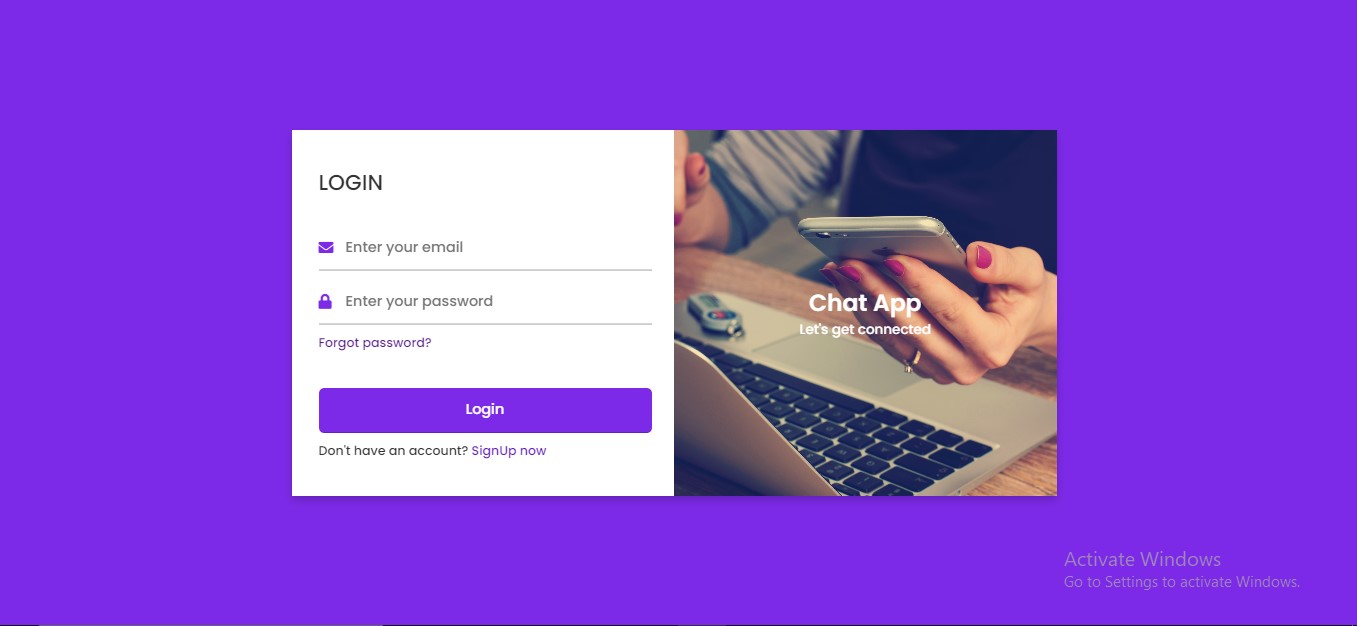 LOGIN
Enter your email
Enter your password
Forgot password?
Login
Don't have an account? SignUp now
Chat App
Let's get connected
Activate Windows
Go to Settings to activate Windows.